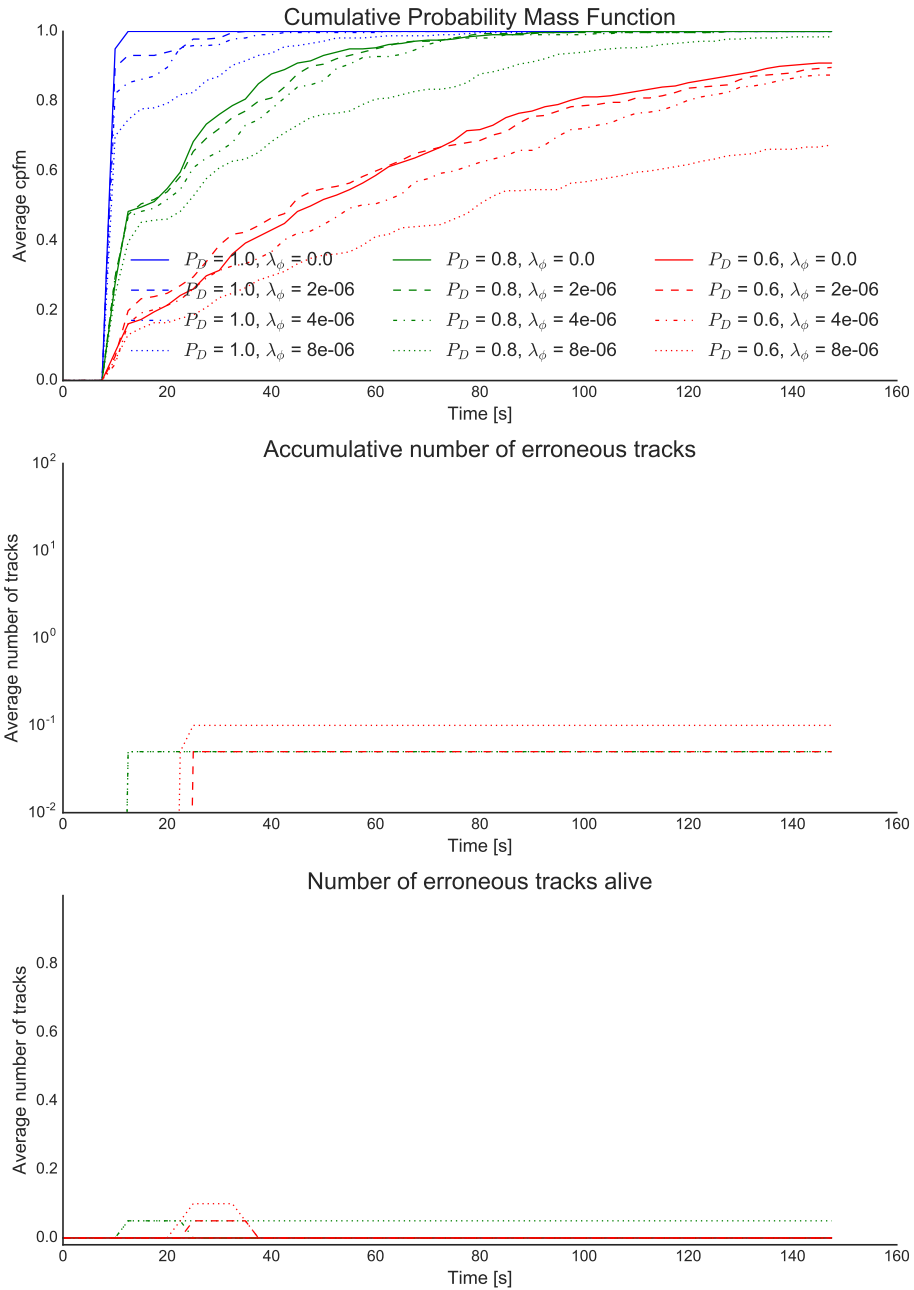 Cumulative Probability Mass Function
1.0
0.8
0.6
0.4
0.2
0.0
Average cpfm
P_D = 1.0, λ_ϕ = 0.0
P_D = 0.8, λ_ϕ = 0.0
P_D = 0.6, λ_ϕ = 0.0
P_D = 1.0, λ_ϕ = 2e-06
P_D = 0.8, λ_ϕ = 2e-06
P_D = 0.6, λ_ϕ = 2e-06
P_D = 1.0, λ_ϕ = 4e-06
P_D = 0.8, λ_ϕ = 4e-06
P_D = 0.6, λ_ϕ = 4e-06
P_D = 1.0, λ_ϕ = 8e-06
P_D = 0.8, λ_ϕ = 8e-06
P_D = 0.6, λ_ϕ = 8e-06
0 20 40 60 80 100 120 140 160
Time [s]
Accumulative number of erroneous tracks
10^2
10^1
10^0
10^-1
10^-2
Average number of tracks
0 20 40 60 80 100 120 140 160
Time [s]
Number of erroneous tracks alive
0.8
0.6
0.4
0.2
0.0
Average number of tracks
0 20 40 60 80 100 120 140 160
Time [s]